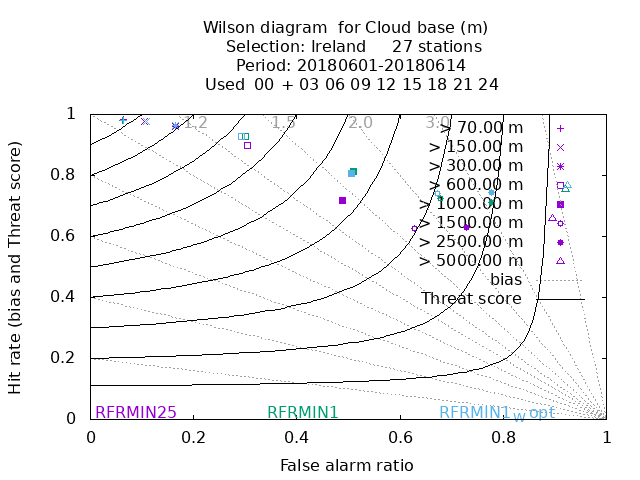 Wilson diagram  for Cloud base (m)
Selection: Ireland     27 stations
Period: 20180601-20180614
Used  00  + 03 06 09 12 15 18 21 24
1.2 1.5 2.0 3.0
> 70.00 m
> 150.00 m
> 300.00 m
> 600.00 m
> 1000.00 m
> 1500.00 m
> 2500.00 m
> 5000.00 m
bias
Threat score
1
0.8
0.6
0.4
0.2
0
Hit rate (bias and Threat score)
RFRMIN25 RFRMIN1 RFRMIN1_W opt
0 0.2 0.4 0.6 0.8 1
False alarm ratio